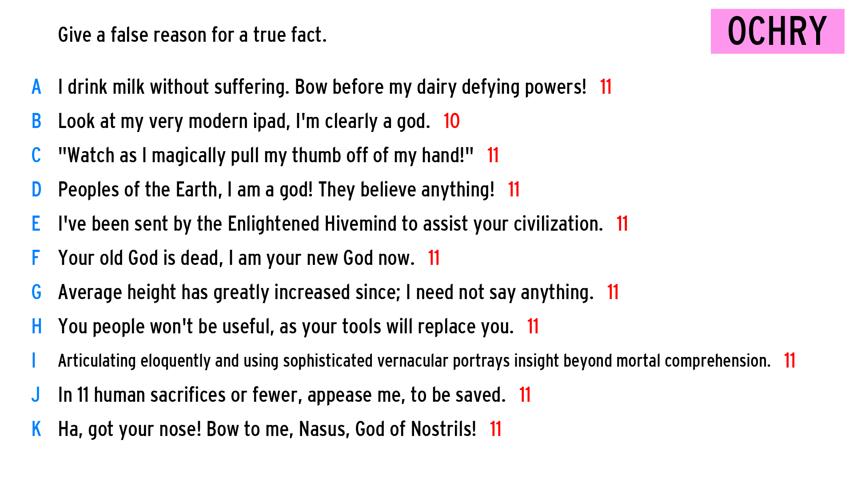 Give a false reason for a true fact.
OCHRY
A I drink milk without suffering. Bow before my dairy defying powers! 11
B Look at my very modern ipad, I'm clearly a god. 10
C "Watch as I magically pull my thumb off of my hand!" 11
D Peoples of the Earth, I am a god! They believe anything! 11
E I've been sent by the Enlightened Hivemind to assist your civilization. 11
F Your old God is dead, I am your new God now. 11
G Average height has greatly increased since; I need not say anything. 11
H You people won't be useful, as your tools will replace you. 11
I Articulating eloquently and using sophisticated vernacular portrays insight beyond mortal comprehension. 11
J In 11 human sacrifices or fewer, appease me, to be saved. 11
K Ha, got your nose! Bow to me, Nasus, God of Nostrils! 11